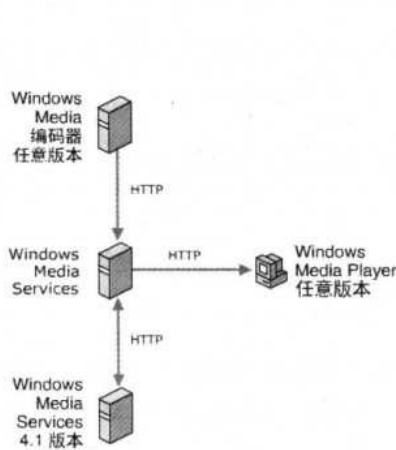 Windows
Media
编码器
任意版本
HTTP
Windows
Media
Services
HTTP
Windows
Media Player
任意版本
HTTP
Windows
Media
Services
4.1 版本